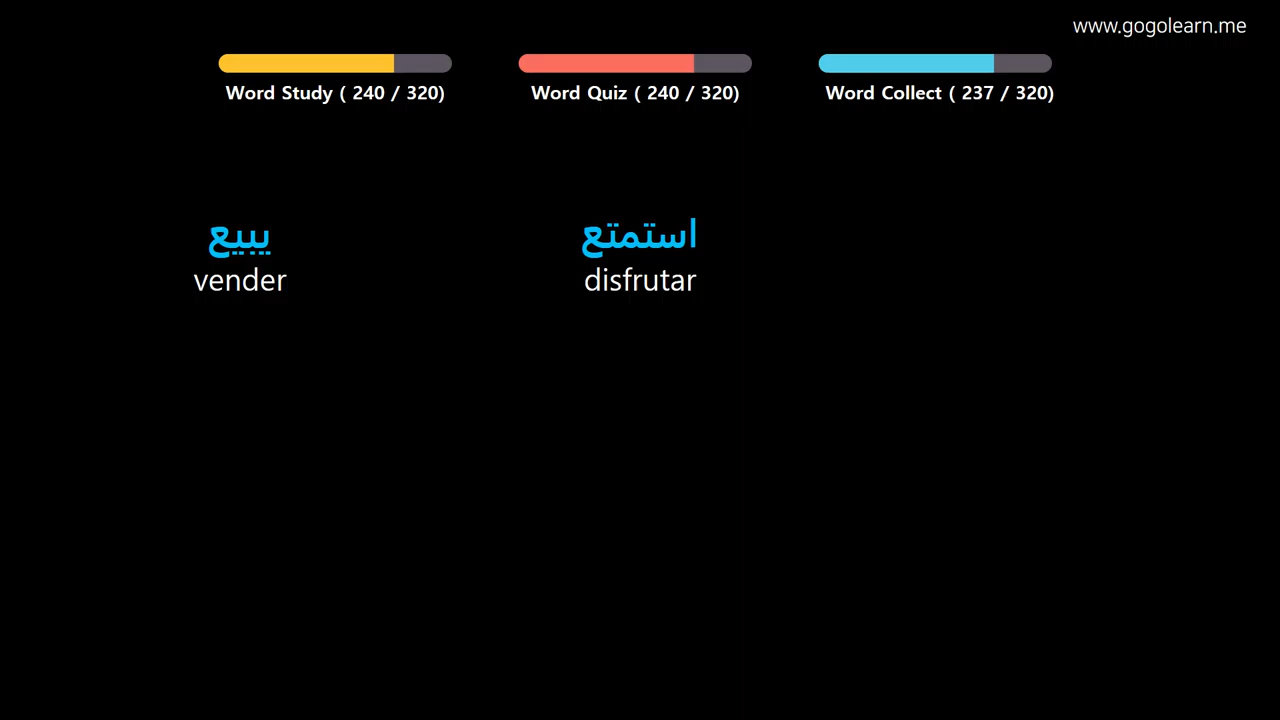 www.gogolearn.me
Word Study ( 240 / 320)
Word Quiz ( 240 / 320)
Word Collect ( 237 / 320)
يبيع
vender
استمتع
disfrutar